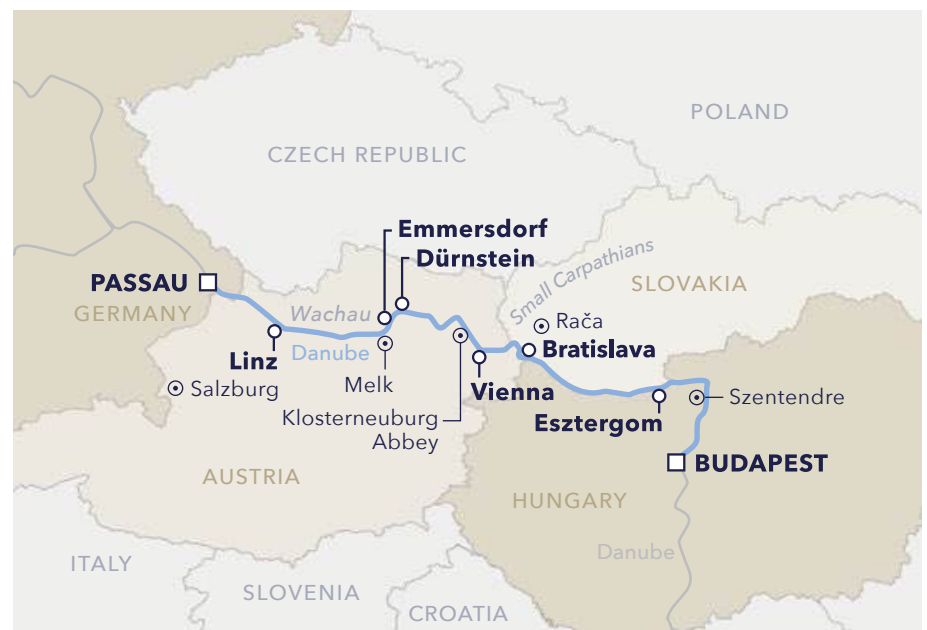 POLAND
CZECH REPUBLIC
Emmersdorf
Dürnstein
Small Carpathians
PASSAU
SLOVAKIA
GERMANY
Wachau
Rača
Linz
Danube
Bratislava
Salzburg
Melk
Vienna
Szentendre
Klosterneuburg
Abbey
Esztergom
BUDAPEST
AUSTRIA
HUNGARY
Danube
ITALY
SLOVENIA
CROATIA